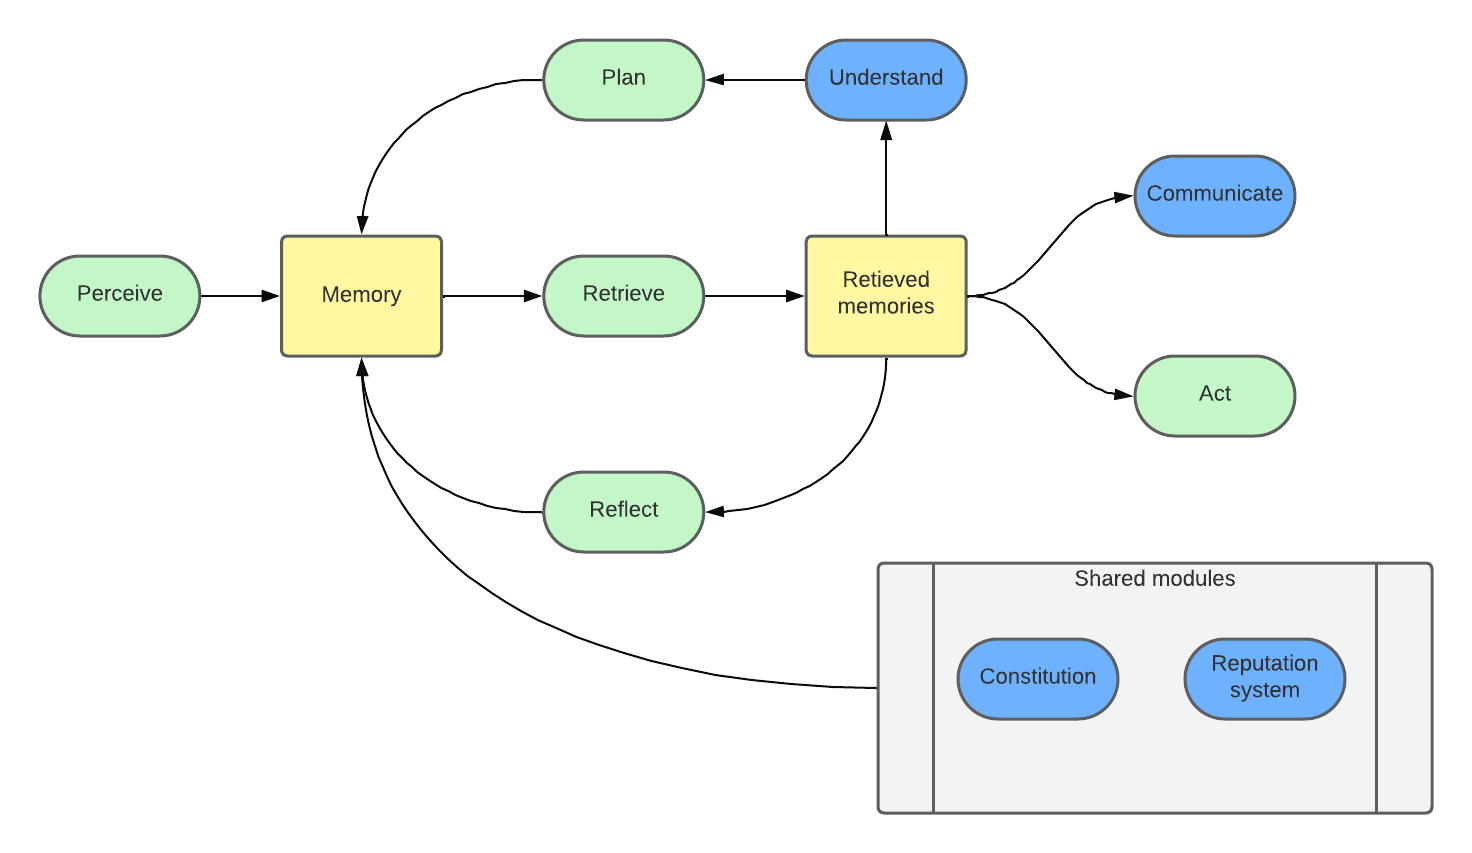 Plan
Understand
Communicate
Perceive
Memory
Retrieve
Retieved
memories
Act
Reflect
Shared modules
Constitution
Reputation
system